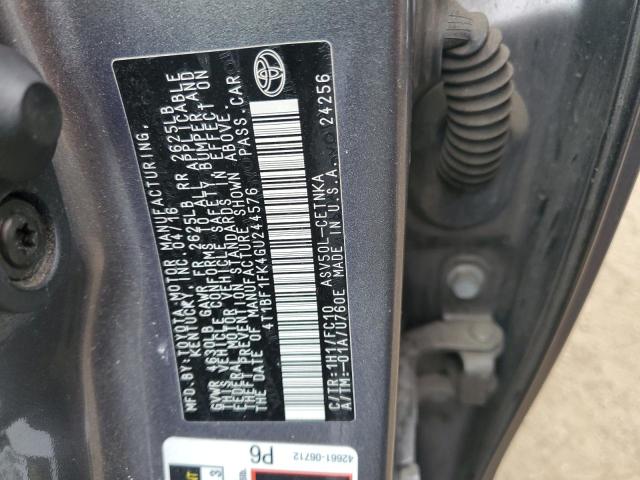 MFD.BY:TOYOTA MOTOR MANUFACTURING,
KENTUCKY, INC. 04/16
GVWR 4630LB GAWR FR 2625LB RR 2625LB
THIS VEHICLE CONFORMS TO ALL APPLICABLE
FEDERAL MOTOR VEHICLE SAFETY, BUMPER, AND
THEFT PREVENTION STANDARDS IN EFFECT ON
THE DATE OF MANUFACTURE SHOWN ABOVE.
4T1BF1FK4GU244576 PASS. CAR
C/TR:1H1/FC10 ASV50L-CETNKA
A/TM:-01A/U760E MADE IN U.S.A. 24256
42661-06712
P6